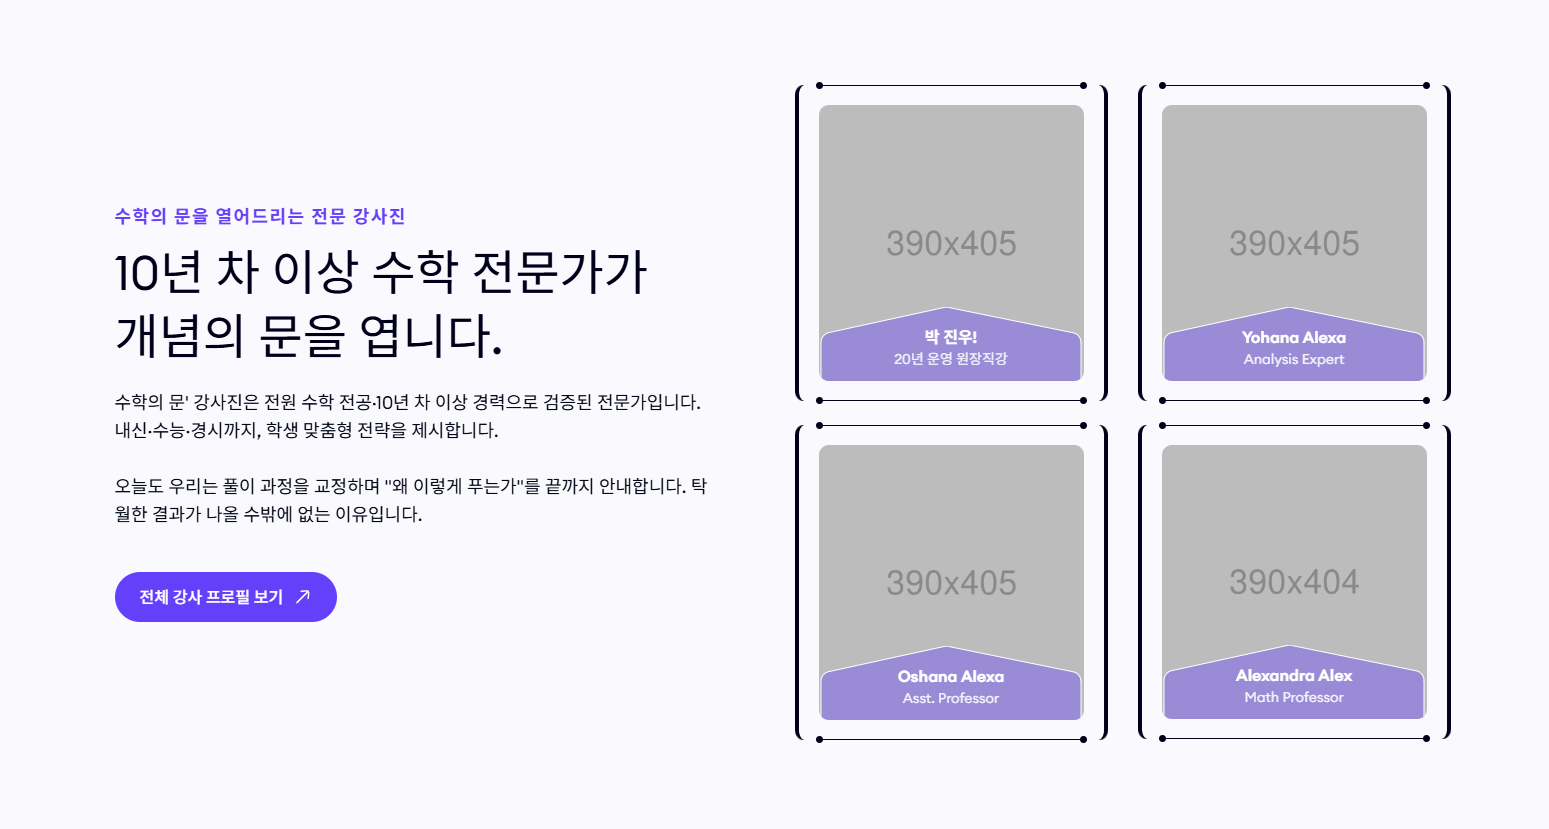 수학의 문을 열어드리는 전문 강사진
10년 차 이상 수학 전문가가
개념의 문을 엽니다.
수학의 문' 강사진은 전원 수학 전공·10년 차 이상 경력으로 검증된 전문가입니다.
내신·수능·경시까지, 학생 맞춤형 전략을 제시합니다.
오늘도 우리는 풀이 과정을 교정하며 "왜 이렇게 푸는가"를 끝까지 안내합니다. 탁
월한 결과가 나올 수밖에 없는 이유입니다.
전체 강사 프로필 보기
390x405
박 진우!
20년 운영 원장직강
390x405
Yohana Alexa
Analysis Expert
390x405
Oshana Alexa
Asst. Professor
390x404
Alexandra Alex
Math Professor